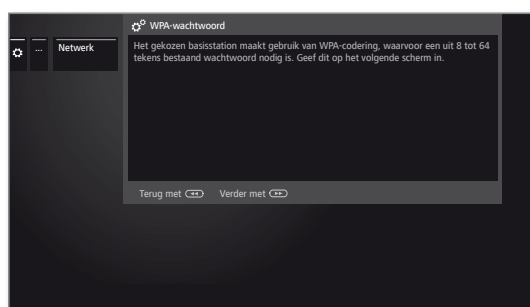 WPA-wachtwoord
... Netwerk
Het gekozen basisstation maakt gebruik van WPA-codering, waarvoor een uit 8 tot 64
tekens bestaand wachtwoord nodig is. Geef dit op het volgende scherm in.
Terug met Verder met